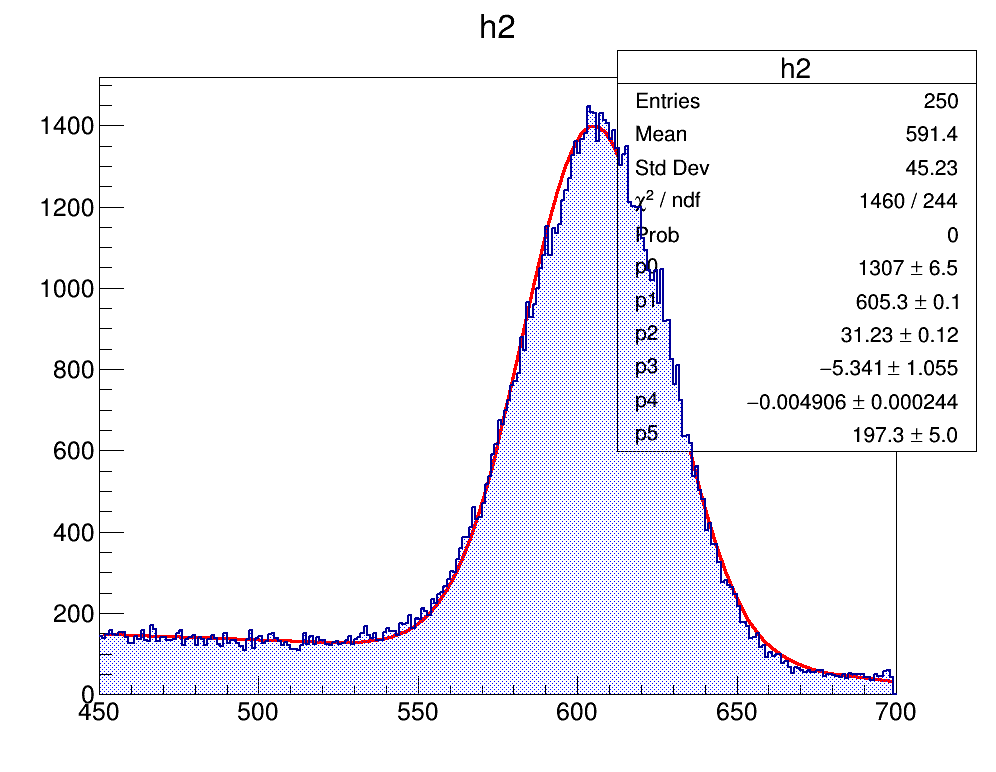 h2
h2
Entries 250
Mean 591.4
Std Dev 45.23
χ² / ndf 1460 / 244
Prob 0
p0 1307 ± 6.5
p1 605.3 ± 0.1
p2 31.23 ± 0.12
p3 −5.341 ± 1.055
p4 −0.004906 ± 0.000244
p5 197.3 ± 5.0
1400
1200
1000
800
600
400
200
0
450 500 550 600 650 700